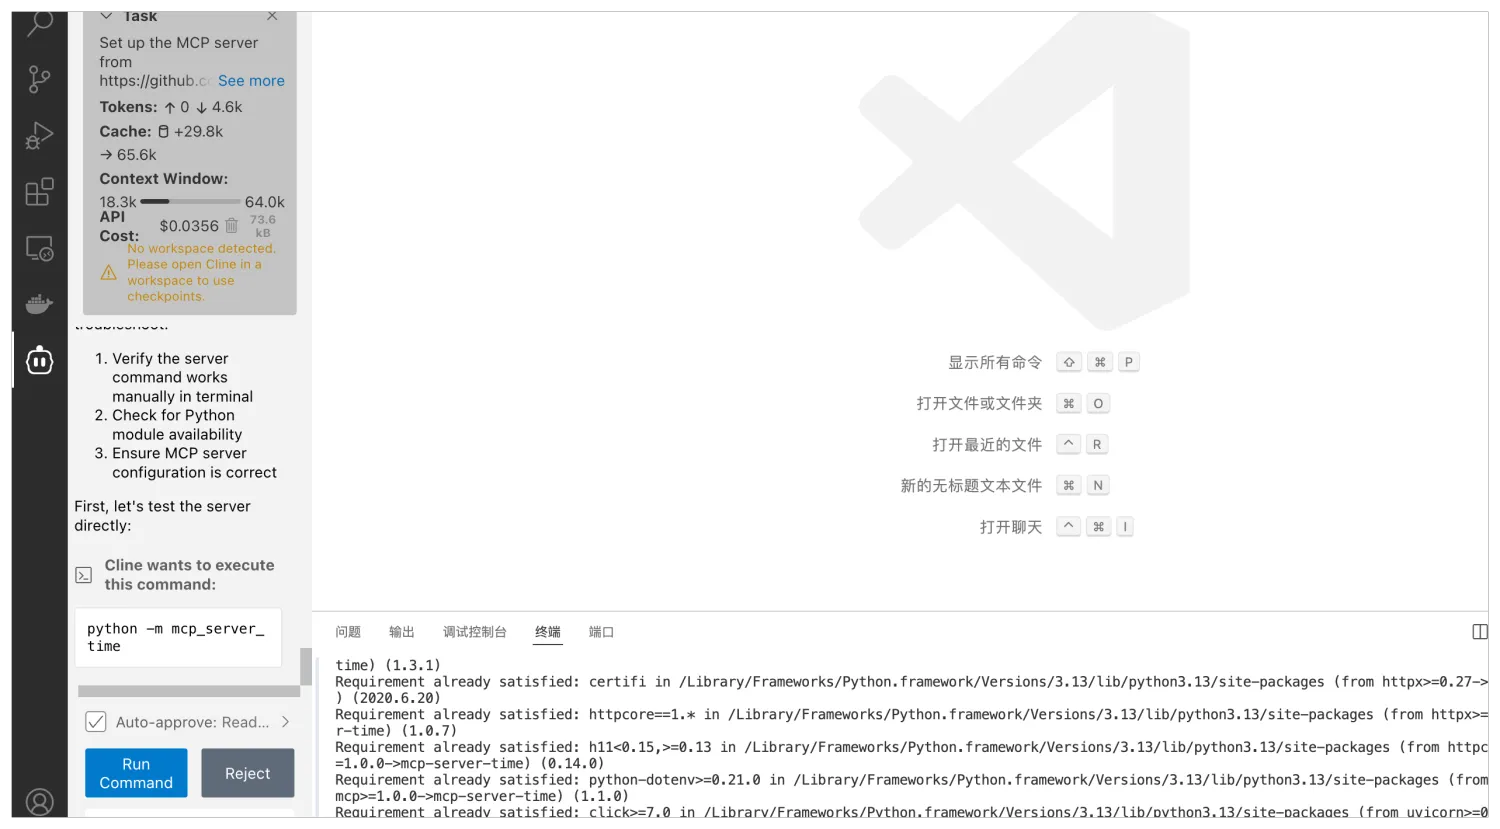 Task
Set up the MCP server
from
https://github.co See more
Tokens: ↑ 0 ↓ 4.6k
Cache: +29.8k
→ 65.6k
Context Window:
18.3k 64.0k
API
Cost: $0.0356 73.6
kB
No workspace detected.
Please open Cline in a
workspace to use
checkpoints.
troubleshoot:
1. Verify the server
command works
manually in terminal
2. Check for Python
module availability
3. Ensure MCP server
configuration is correct
First, let's test the server
directly:
Cline wants to execute
this command:
python -m mcp_server_
time
Auto-approve: Read...
Run
Command
Reject
显示所有命令 ⇧ ⌘ P
打开文件或文件夹 ⌘ O
打开最近的文件 ^ R
新的无标题文本文件 ⌘ N
打开聊天 ^ ⌘ I
问题 输出 调试控制台 终端 端口
time) (1.3.1)
Requirement already satisfied: certifi in /Library/Frameworks/Python.framework/Versions/3.13/lib/python3.13/site-packages (from httpx>=0.27->
) (2020.6.20)
Requirement already satisfied: httpcore==1.* in /Library/Frameworks/Python.framework/Versions/3.13/lib/python3.13/site-packages (from httpx>=
r-time) (1.0.7)
Requirement already satisfied: h11<0.15,>=0.13 in /Library/Frameworks/Python.framework/Versions/3.13/lib/python3.13/site-packages (from httpc
=1.0.0->mcp-server-time) (0.14.0)
Requirement already satisfied: python-dotenv>=0.21.0 in /Library/Frameworks/Python.framework/Versions/3.13/lib/python3.13/site-packages (from
mcp>=1.0.0->mcp-server-time) (1.1.0)
Requirement already satisfied: click>=7.0 in /Library/Frameworks/Python.framework/Versions/3.13/lib/python3.13/site-packages (from uvicorn>=0